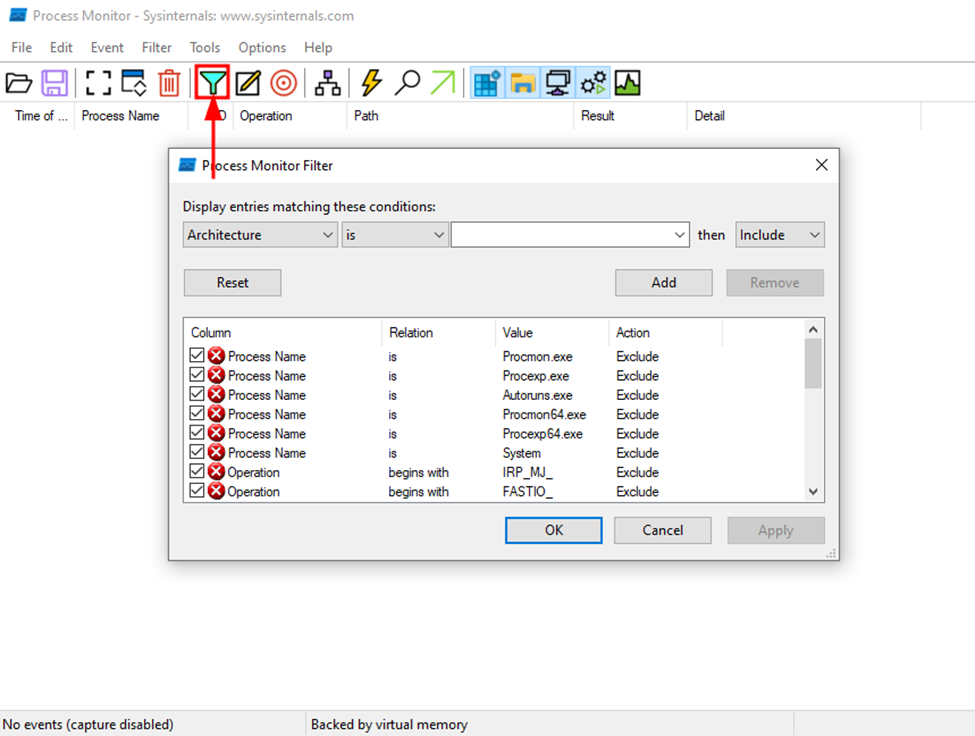 Process Monitor - Sysinternals: www.sysinternals.com
File Edit Event Filter Tools Options Help
Time of ... Process Name D Operation Path Result Detail
Process Monitor Filter
Display entries matching these conditions:
Architecture is then Include
Reset Add Remove
Column Relation Value Action
Process Name is Procmon.exe Exclude
Process Name is Procexp.exe Exclude
Process Name is Autoruns.exe Exclude
Process Name is Procmon64.exe Exclude
Process Name is Procexp64.exe Exclude
Process Name is System Exclude
Operation begins with IRP_MJ_ Exclude
Operation begins with FASTIO_ Exclude
OK Cancel Apply
No events (capture disabled) Backed by virtual memory